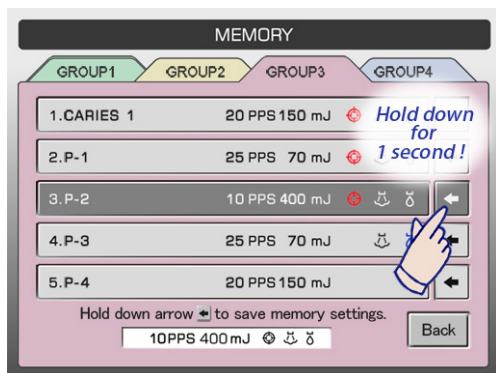 MEMORY
GROUP1 GROUP2 GROUP3 GROUP4
1.CARIES 1 20 PPS 150 mJ
Hold down
for
1 second !
2.P-1 25 PPS 70 mJ
3.P-2 10 PPS 400 mJ
4.P-3 25 PPS 70 mJ
5.P-4 20 PPS 150 mJ
Hold down arrow to save memory settings.
10PPS 400 mJ
Back